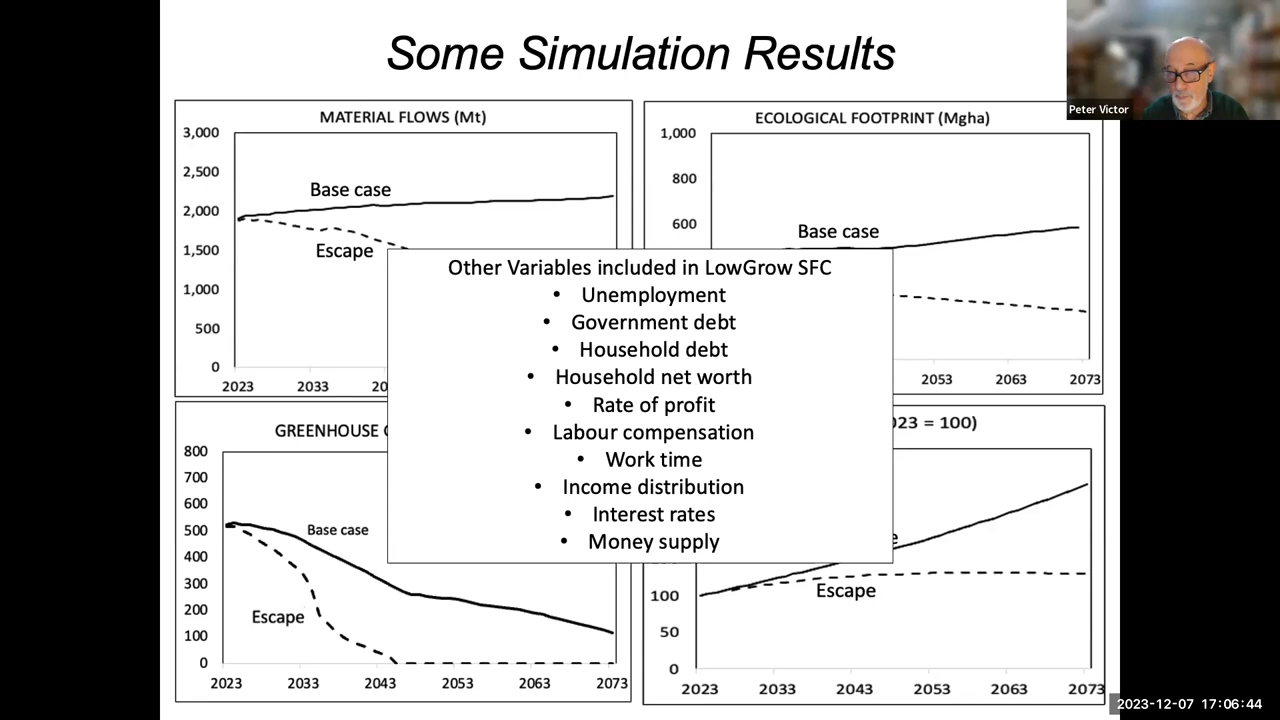 Some Simulation Results
Peter Victor
MATERIAL FLOWS (Mt)
3,000
2,500
2,000
1,500
1,000
500
0
Base case
Escape
2023
2033
ECOLOGICAL FOOTPRINT (Mgha)
1,000
800
600
Base case
2053
2063
2073
Other Variables included in LowGrow SFC
• Unemployment
• Government debt
• Household debt
• Household net worth
• Rate of profit
• Labour compensation
• Work time
• Income distribution
• Interest rates
• Money supply
GREENHOUSE
800
700
600
500
400
300
200
100
0
Base case
Escape
2023
2033
2043
2053
2063
2073
= 100)
100
50
0
Escape
2023
2033
2043
2053
2063
2073
2023-12-07 17:06:44